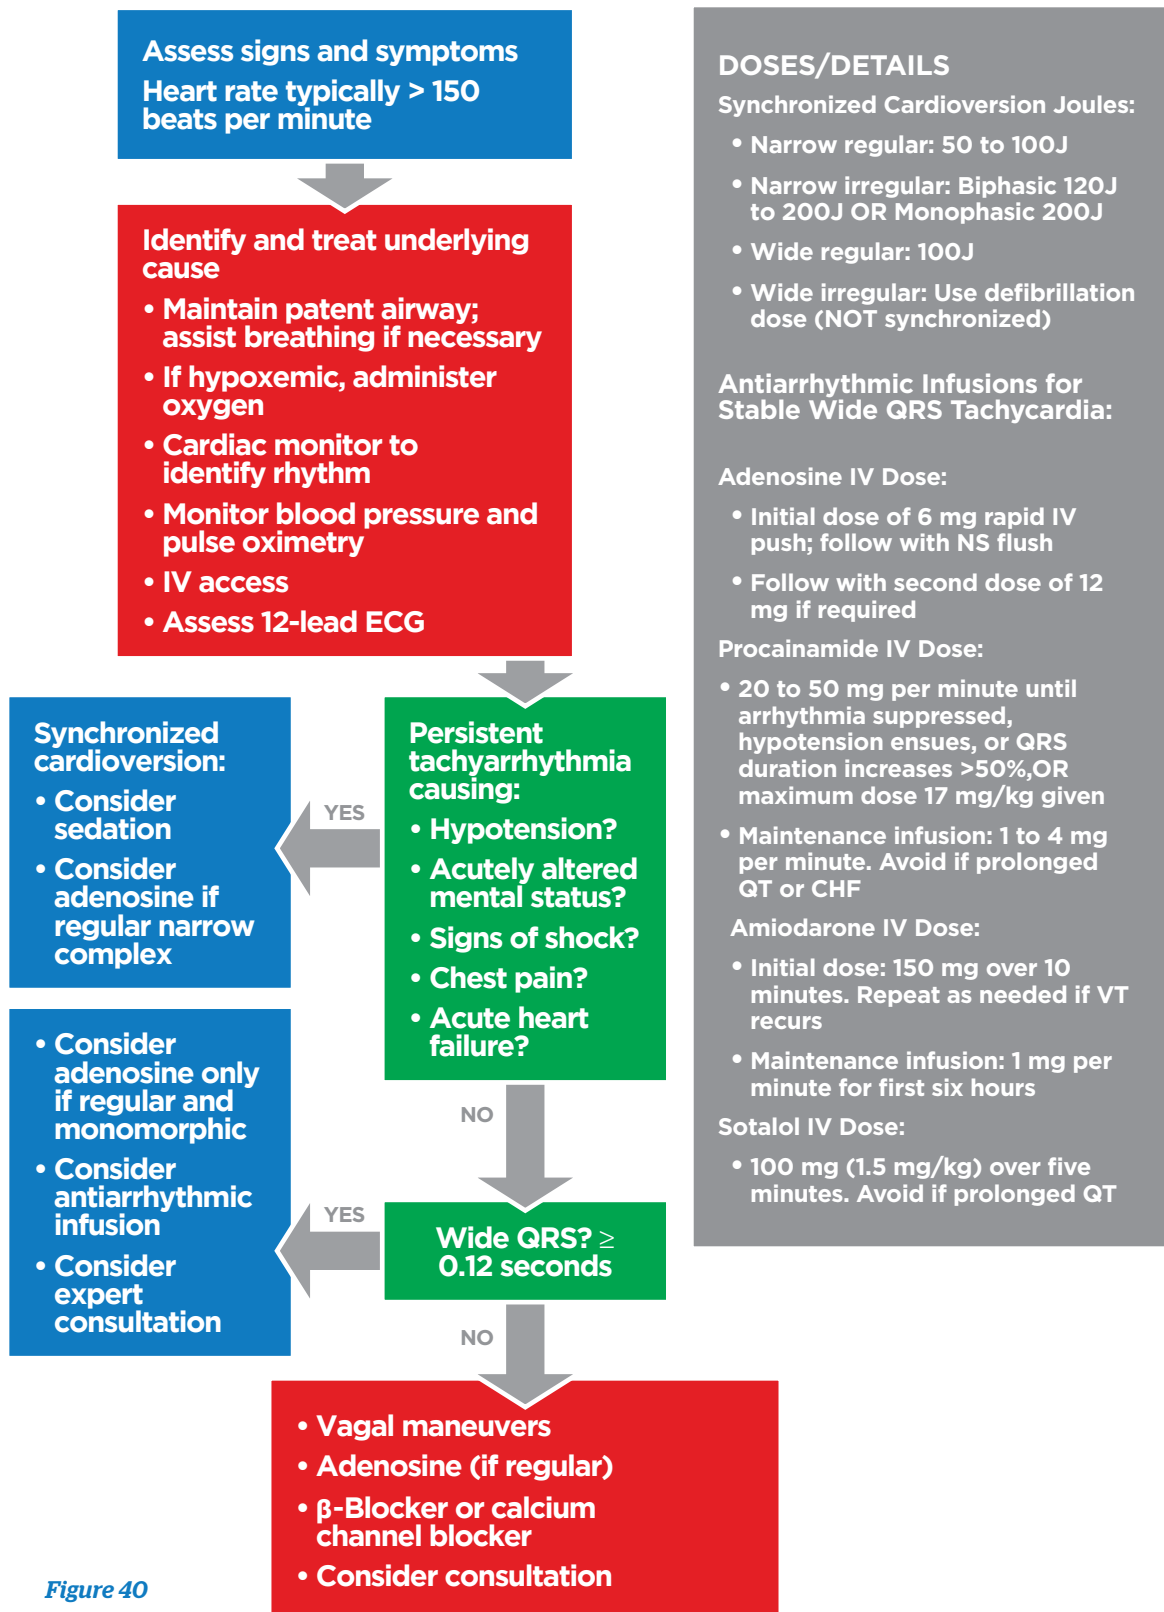 Assess signs and symptoms
Heart rate typically > 150
beats per minute
Identify and treat underlying
cause
• Maintain patent airway;
assist breathing if necessary
• If hypoxemic, administer
oxygen
• Cardiac monitor to
identify rhythm
• Monitor blood pressure and
pulse oximetry
• IV access
• Assess 12-lead ECG
Persistent
tachyarrhythmia
causing:
• Hypotension?
• Acutely altered
mental status?
• Signs of shock?
• Chest pain?
• Acute heart
failure?
YES
Synchronized
cardioversion:
• Consider
sedation
• Consider
adenosine if
regular narrow
complex
NO
Wide QRS? ≥
0.12 seconds
YES
• Consider
adenosine only
if regular and
monomorphic
• Consider
antiarrhythmic
infusion
• Consider
expert
consultation
NO
• Vagal maneuvers
• Adenosine (if regular)
• β-Blocker or calcium
channel blocker
• Consider consultation
DOSES/DETAILS
Synchronized Cardioversion Joules:
• Narrow regular: 50 to 100J
• Narrow irregular: Biphasic 120J
to 200J OR Monophasic 200J
• Wide regular: 100J
• Wide irregular: Use defibrillation
dose (NOT synchronized)
Antiarrhythmic Infusions for
Stable Wide QRS Tachycardia:
Adenosine IV Dose:
• Initial dose of 6 mg rapid IV
push; follow with NS flush
• Follow with second dose of 12
mg if required
Procainamide IV Dose:
• 20 to 50 mg per minute until
arrhythmia suppressed,
hypotension ensues, or QRS
duration increases >50%,OR
maximum dose 17 mg/kg given
• Maintenance infusion: 1 to 4 mg
per minute. Avoid if prolonged
QT or CHF
Amiodarone IV Dose:
• Initial dose: 150 mg over 10
minutes. Repeat as needed if VT
recurs
• Maintenance infusion: 1 mg per
minute for first six hours
Sotalol IV Dose:
• 100 mg (1.5 mg/kg) over five
minutes. Avoid if prolonged QT
Figure 40